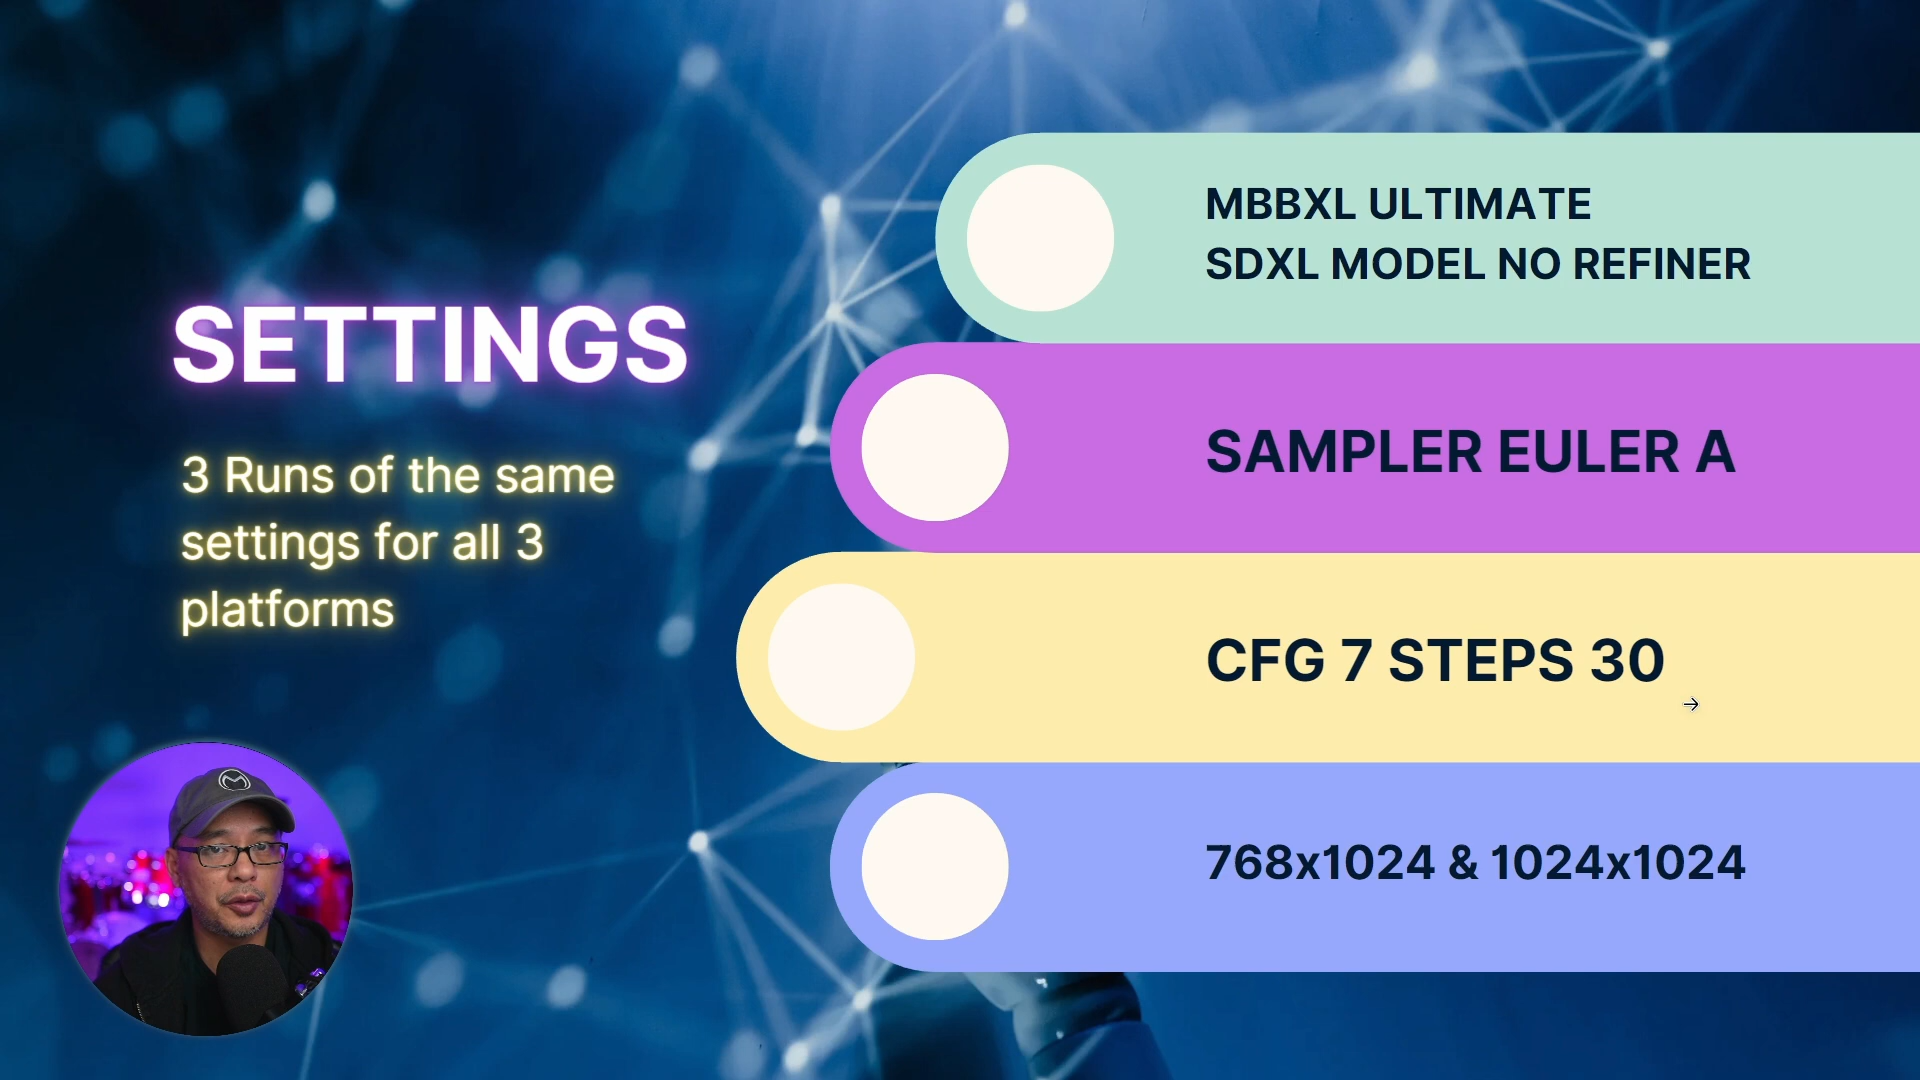 SETTINGS
3 Runs of the same
settings for all 3
platforms
MBBXL ULTIMATE
SDXL MODEL NO REFINER
SAMPLER EULER A
CFG 7 STEPS 30
768x1024 & 1024x1024